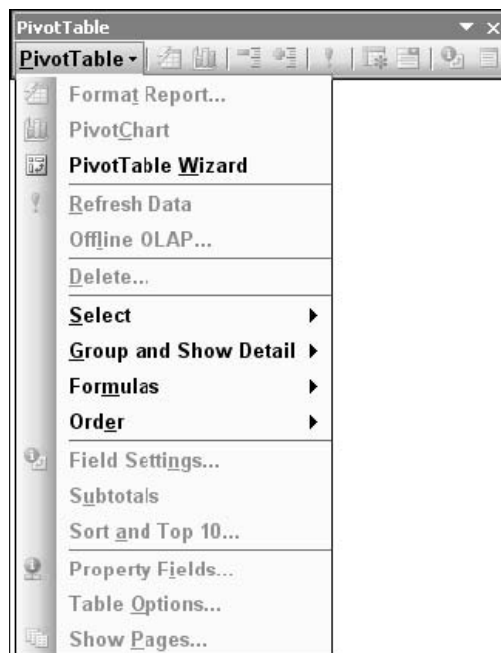 PivotTable
PivotTable
Format Report...
PivotChart
PivotTable Wizard
Refresh Data
Offline OLAP...
Delete...
Select
Group and Show Detail
Formulas
Order
Field Settings...
Subtotals
Sort and Top 10...
Property Fields...
Table Options...
Show Pages...